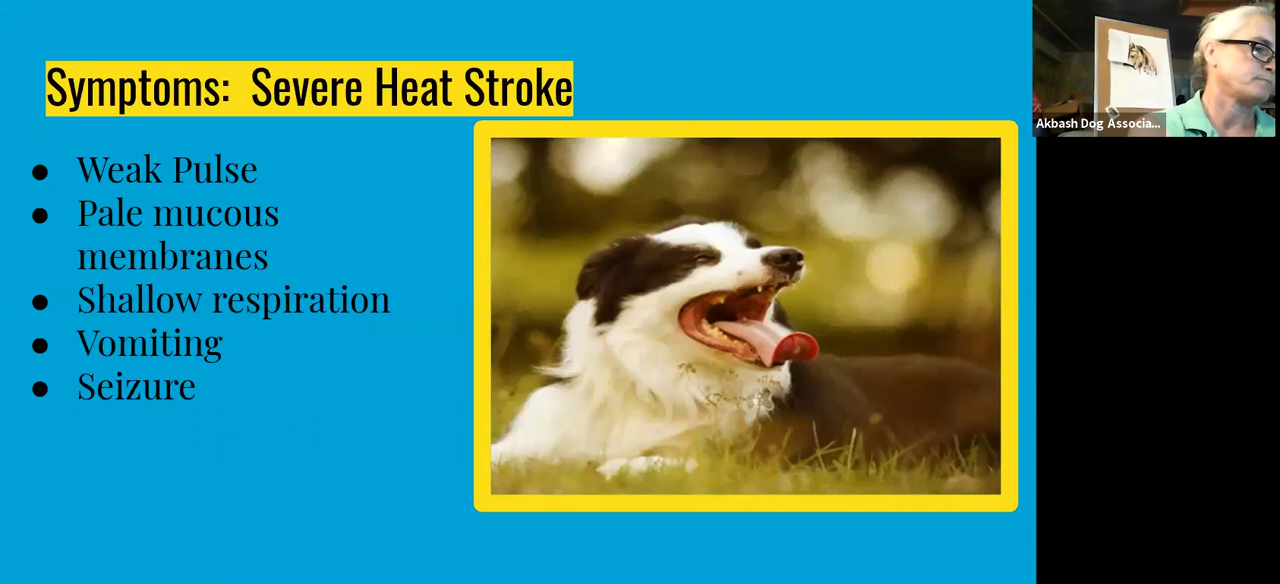 Symptoms:  Severe Heat Stroke
● Weak Pulse
● Pale mucous
membranes
● Shallow respiration
● Vomiting
● Seizure
Akbash Dog Associa...